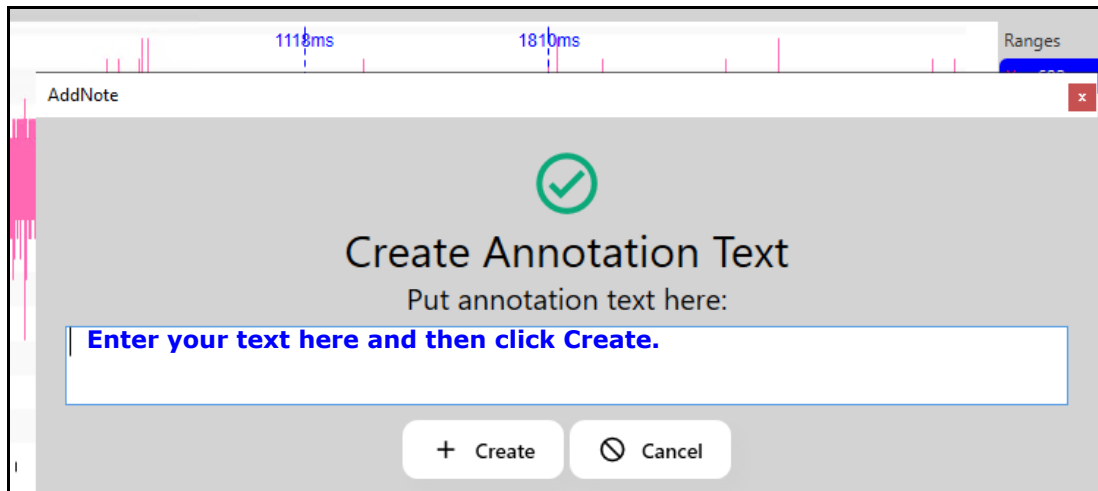 1118ms
1810ms
Ranges
AddNote
x
Create Annotation Text
Put annotation text here:
Enter your text here and then click Create.
+ Create
Cancel